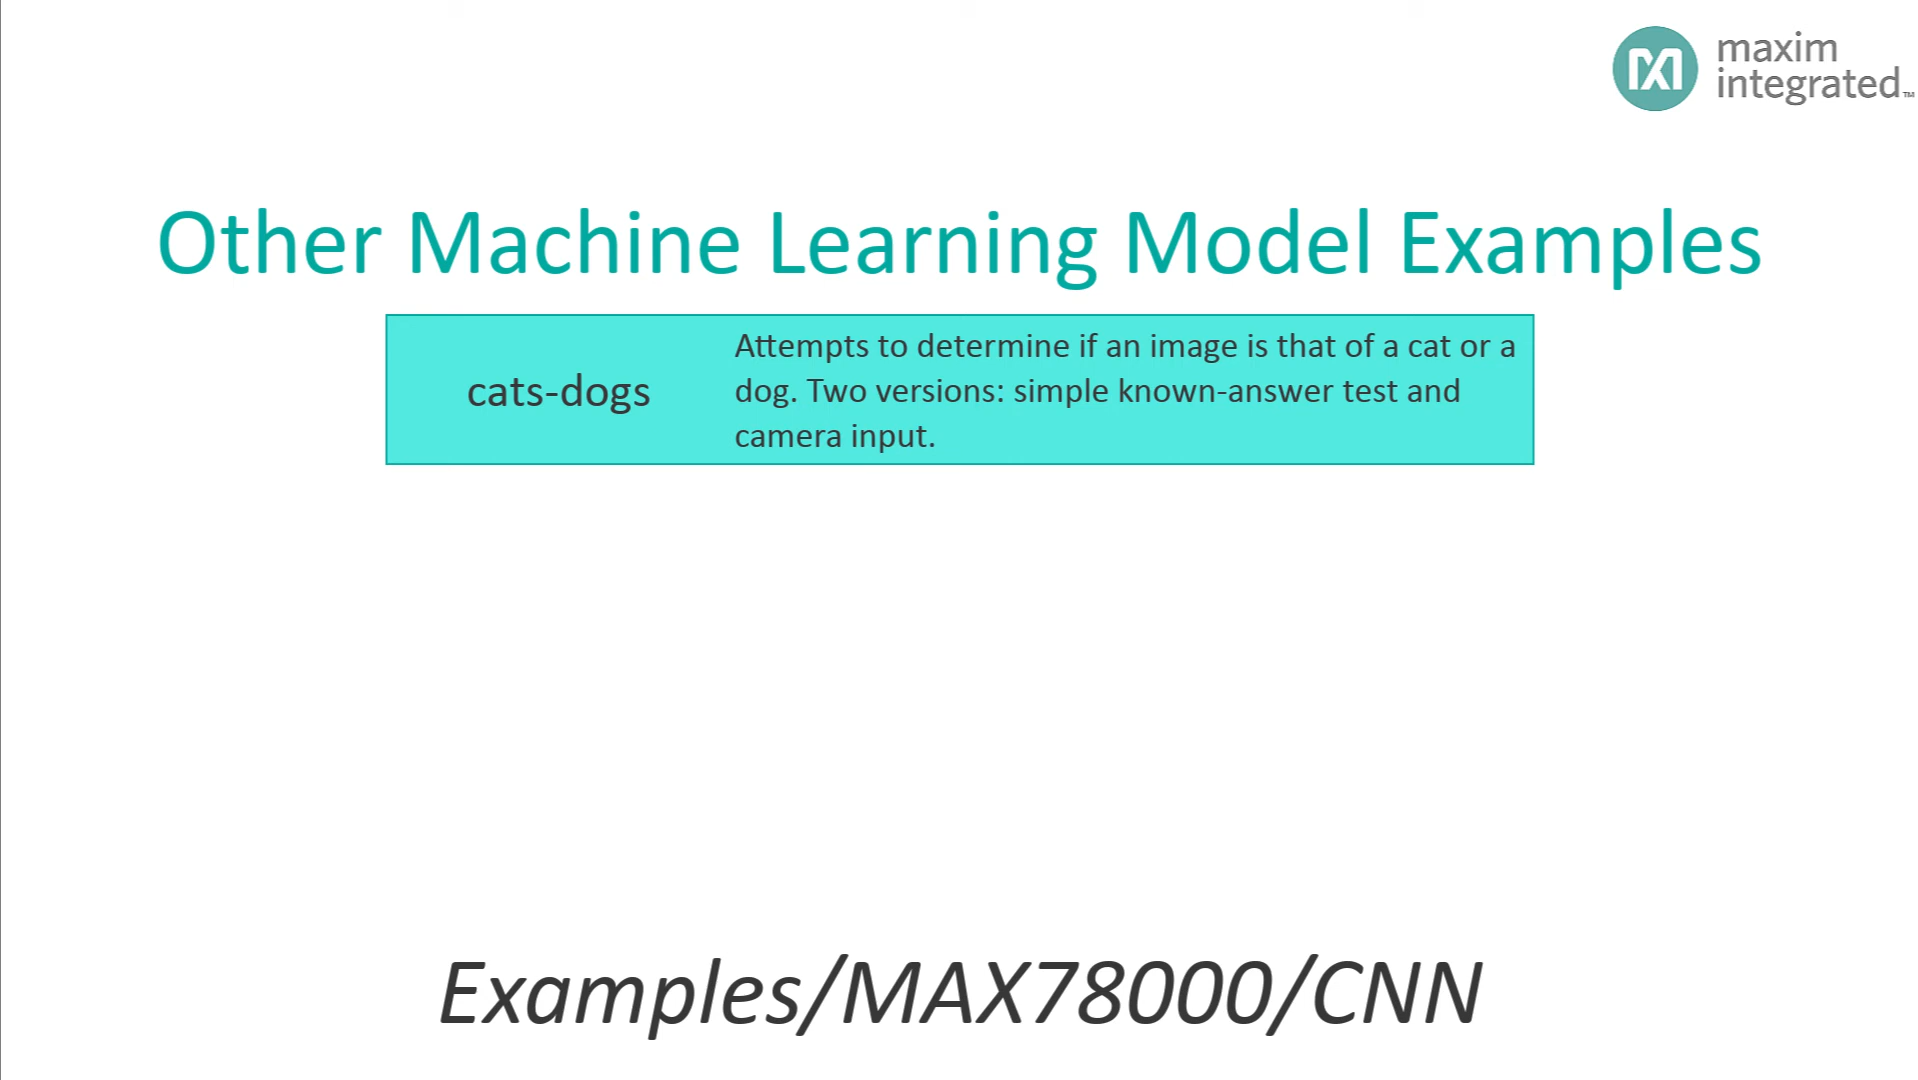 maxim
integrated™
Other Machine Learning Model Examples
cats-dogs
Attempts to determine if an image is that of a cat or a
dog. Two versions: simple known-answer test and
camera input.
Examples/MAX78000/CNN